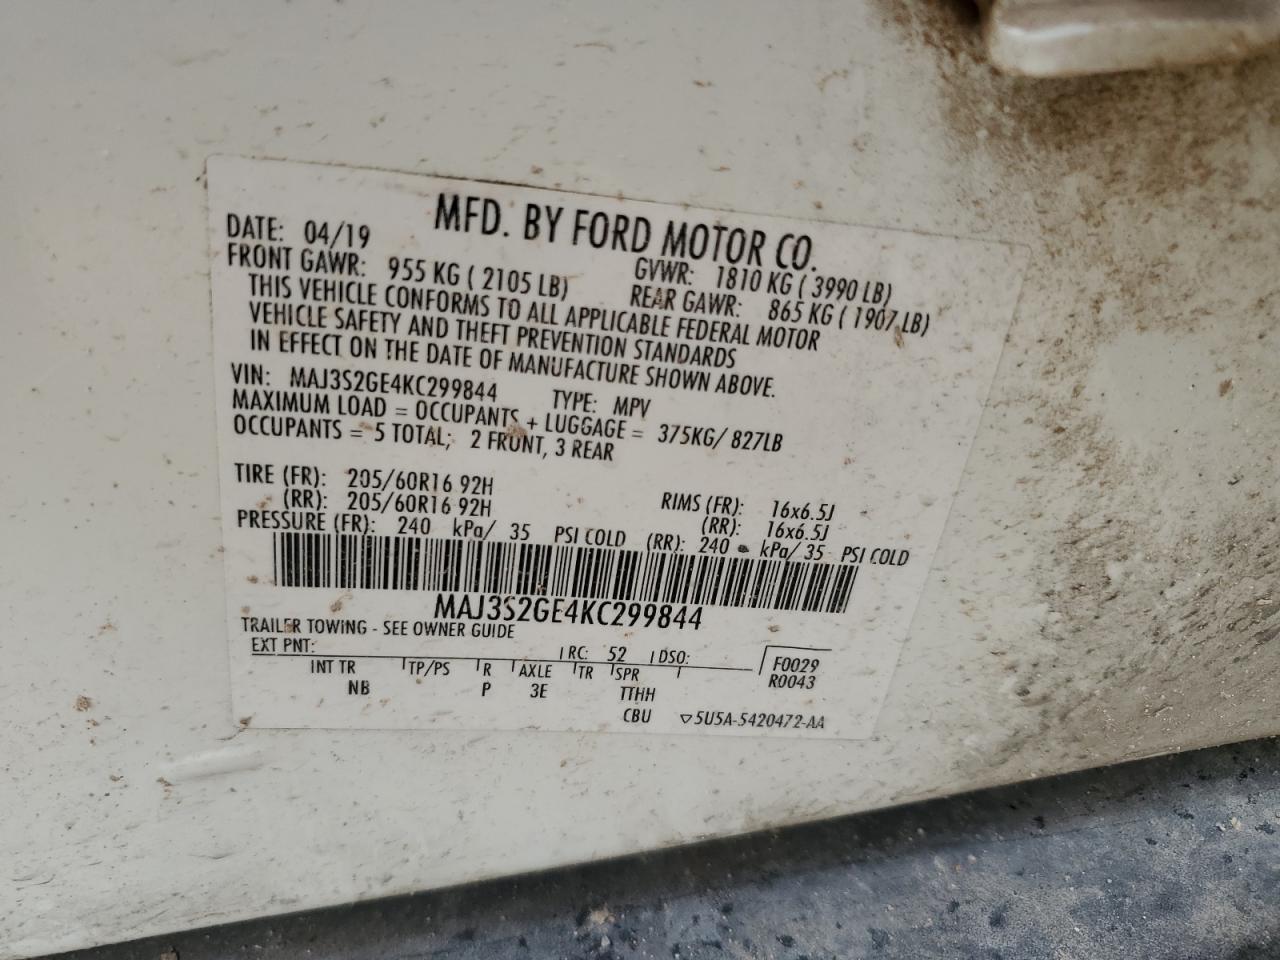 MFD. BY FORD MOTOR CO.
DATE: 04/19 GVWR: 1810 KG ( 3990 LB)
FRONT GAWR: 955 KG ( 2105 LB) REAR GAWR: 865 KG ( 1907 LB)
THIS VEHICLE CONFORMS TO ALL APPLICABLE FEDERAL MOTOR
VEHICLE SAFETY AND THEFT PREVENTION STANDARDS
IN EFFECT ON THE DATE OF MANUFACTURE SHOWN ABOVE.
VIN: MAJ3S2GE4KC299844 TYPE: MPV
MAXIMUM LOAD = OCCUPANTS + LUGGAGE = 375KG/ 827LB
OCCUPANTS = 5 TOTAL; 2 FRONT, 3 REAR
TIRE (FR): 205/60R16 92H RIMS (FR): 16x6.5J
(RR): 205/60R16 92H (RR): 16x6.5J
PRESSURE (FR): 240 kPa/ 35 PSI COLD (RR): 240 kPa/ 35 PSI COLD
MAJ3S2GE4KC299844
TRAILER TOWING - SEE OWNER GUIDE
EXT PNT: RC: 52 DSO: F0029
INT TR TP/PS R AXLE TR SPR R0043
NB P 3E TTHH
CBU ▽5U5A-5420472-AA